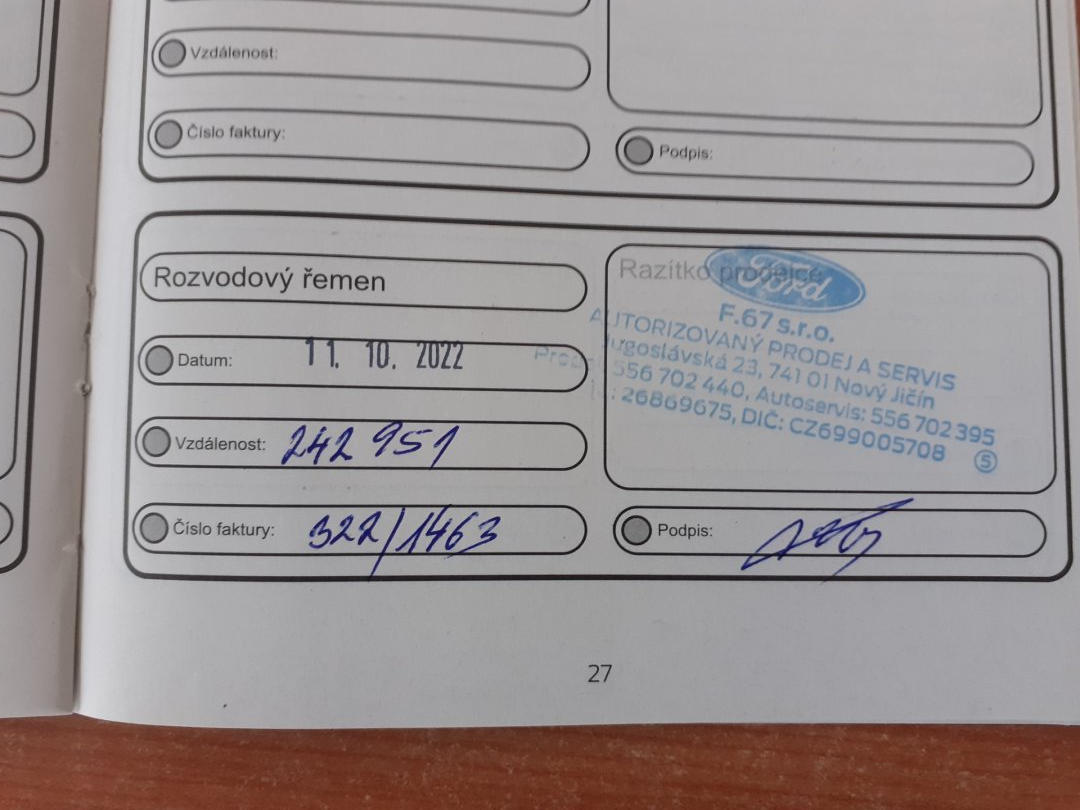 Vzdálenost:
Číslo faktury:
Podpis:
Rozvodový řemen
Datum: 11. 10. 2022
Vzdálenost: 242 951
Číslo faktury: 322/1463
Razítko prodejce
Ford
F.67 s.r.o.
AUTORIZOVANÝ PRODEJ A SERVIS
Jugoslávská 23, 741 01 Nový Jičín
556 702 440, Autoservis: 556 702 395
: 26869675, DIČ: CZ699005708 5
Podpis:
27